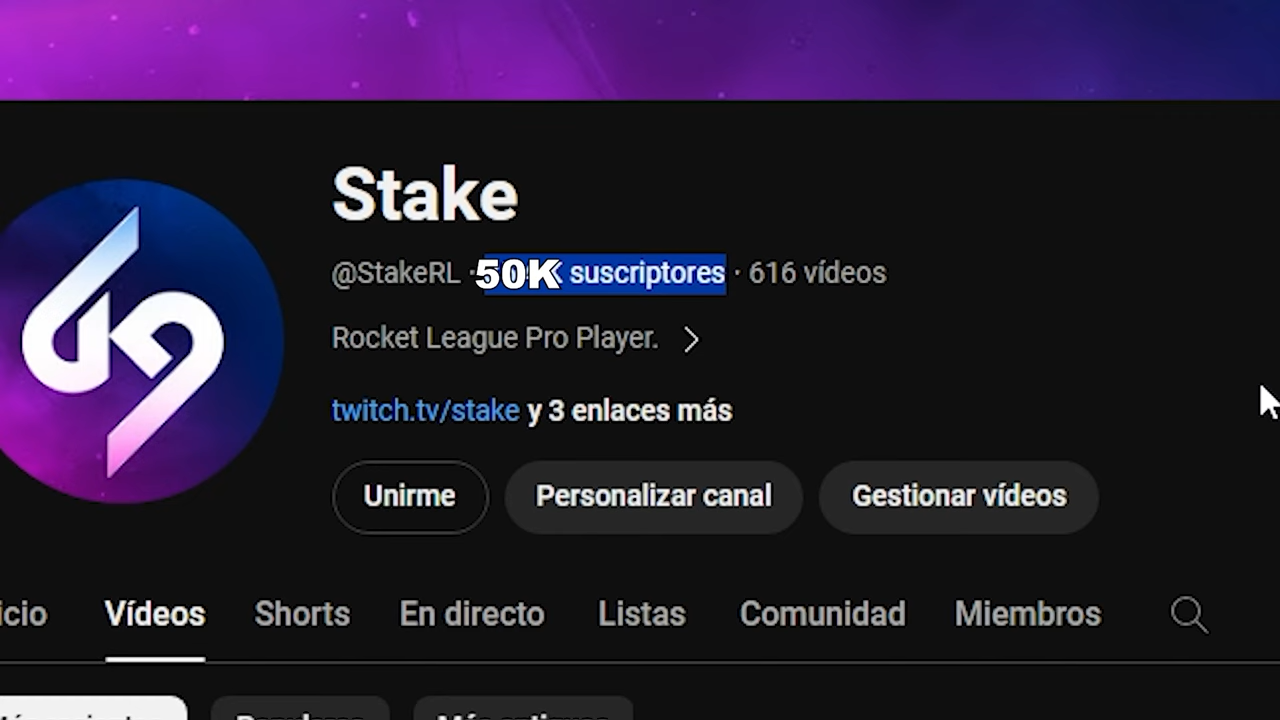 Stake
@StakeRL · 50K suscriptores · 616 vídeos
Rocket League Pro Player.
twitch.tv/stake y 3 enlaces más
Unirme Personalizar canal Gestionar vídeos
icio Vídeos Shorts En directo Listas Comunidad Miembros